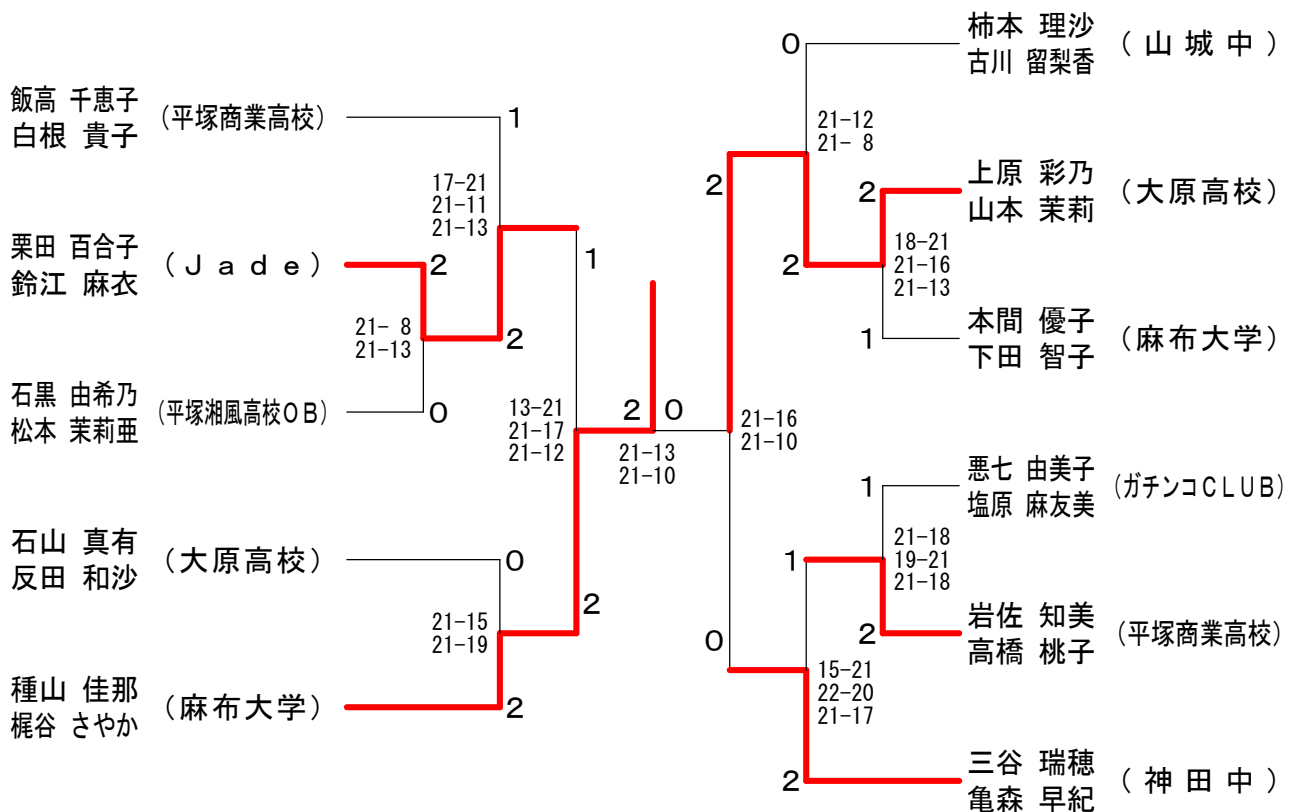 飯高 千恵子
白根 貴子
(平塚商業高校)
1
17-21
21-11
21-13
栗田 百合子
鈴江 麻衣
(Jade)
2
1
21- 8
21-13
2
石黒 由希乃
松本 茉莉亜
(平塚湘風高校OB)
0
13-21
21-17
21-12
2
0
21-13
21-10
石山 真有
反田 和沙
(大原高校)
0
2
21-15
21-19
種山 佳那
梶谷 さやか
(麻布大学)
2
0
柿本 理沙
古川 留梨香
(山城中)
21-12
21- 8
2
2
上原 彩乃
山本 茉莉
(大原高校)
2
18-21
21-16
21-13
1
本間 優子
下田 智子
(麻布大学)
21-16
21-10
1
悪七 由美子
塩原 麻友美
(ガチンコCLUB)
1
21-18
19-21
21-18
2
岩佐 知美
高橋 桃子
(平塚商業高校)
0
15-21
22-20
21-17
2
三谷 瑞穂
亀森 早紀
(神田中)